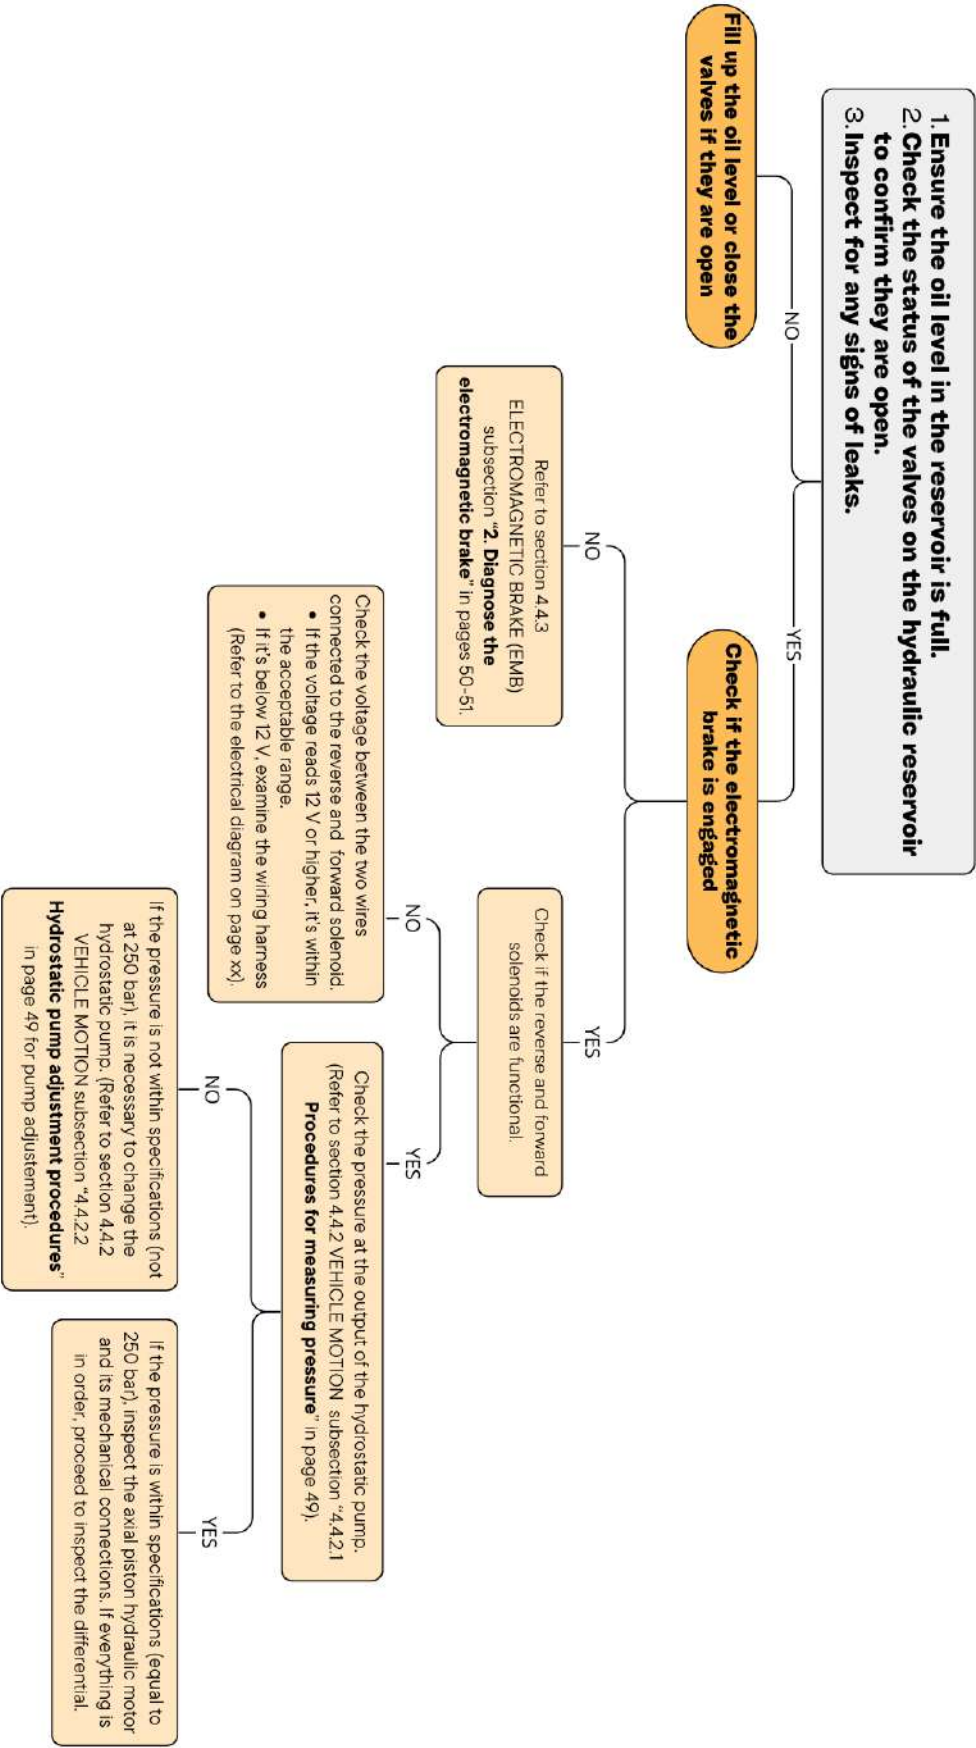 1. Ensure the oil level in the reservoir is full.
2. Check the status of the valves on the hydraulic reservoir
to confirm they are open.
3. Inspect for any signs of leaks.
NO
YES
Fill up the oil level or close the
valves if they are open
Check if the electromagnetic
brake is engaged
NO
YES
Refer to section 4.4.3
ELECTROMAGNETIC BRAKE (EMB)
subsection “2. Diagnose the
electromagnetic brake” in pages 50-51.
Check if the reverse and forward
solenoids are functional.
NO
YES
Check the voltage between the two wires
connected to the reverse and forward solenoid.
• If the voltage reads 12 V or higher, it's within
the acceptable range.
• If it's below 12 V, examine the wiring harness
(Refer to the electrical diagram on page xx).
Check the pressure at the output of the hydrostatic pump.
(Refer to section 4.4.2 VEHICLE MOTION subsection “4.4.2.1
Procedures for measuring pressure” in page 49).
NO
YES
If the pressure is not within specifications (not
at 250 bar), it is necessary to change the
hydrostatic pump. (Refer to section 4.4.2
VEHICLE MOTION subsection “4.4.2.2
Hydrostatic pump adjustment procedures”
in page 49 for pump adjustement).
If the pressure is within specifications (equal to
250 bar), inspect the axial piston hydraulic motor
and its mechanical connections. If everything is
in order, proceed to inspect the differential.